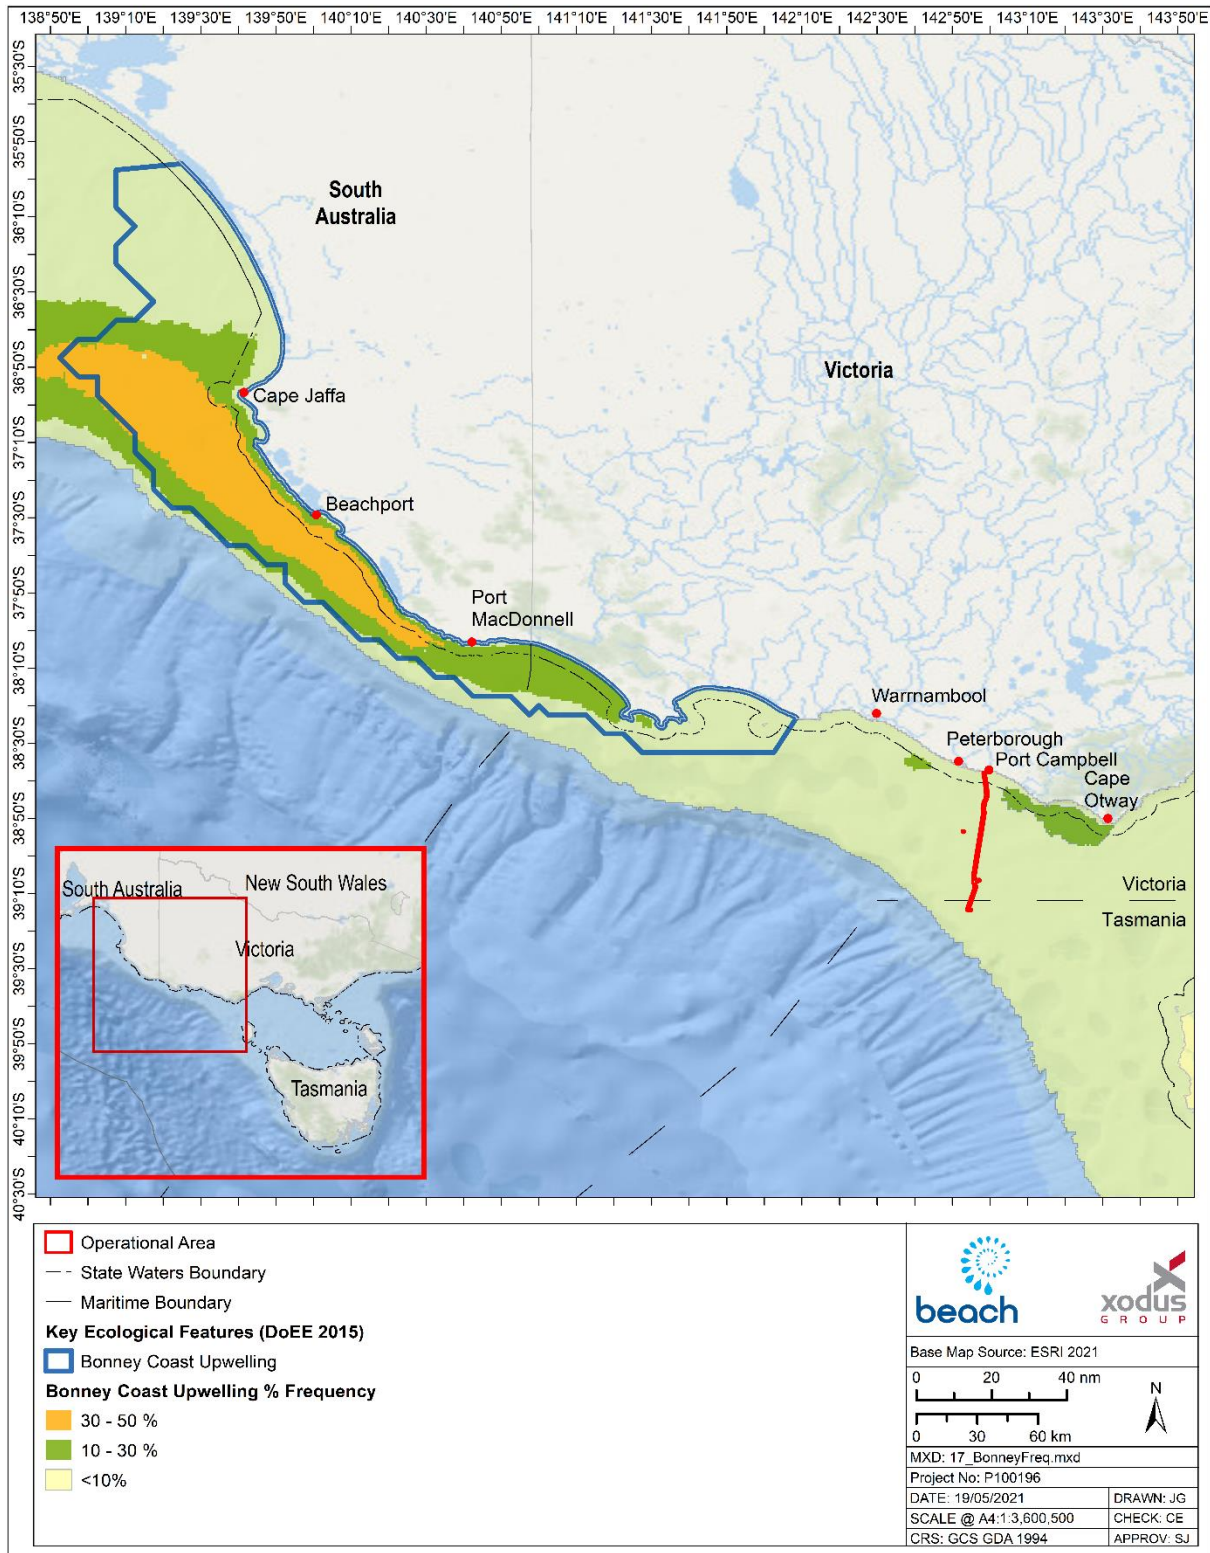 138°50'E 139°10'E 139°30'E 139°50'E 140°10'E 140°30'E 140°50'E 141°10'E 141°30'E 141°50'E 142°10'E 142°30'E 142°50'E 143°10'E 143°30'E 143°50'E
35°30'S
35°50'S
36°10'S
36°30'S
36°50'S
37°10'S
37°30'S
37°50'S
38°10'S
38°30'S
38°50'S
39°10'S
39°30'S
39°50'S
40°10'S
40°30'S
South
Australia
Victoria
Cape Jaffa
Beachport
Port
MacDonnell
Warrnambool
Peterborough
Port Campbell
Cape
Otway
Victoria
Tasmania
South Australia
New South Wales
Victoria
Tasmania
Operational Area
State Waters Boundary
Maritime Boundary
Key Ecological Features (DoEE 2015)
Bonney Coast Upwelling
Bonney Coast Upwelling % Frequency
30 - 50 %
10 - 30 %
<10%
beach
xodus
GROUP
Base Map Source: ESRI 2021
0 20 40 nm
N
0 30 60 km
MXD: 17_BonneyFreq.mxd
Project No: P100196
DATE: 19/05/2021 DRAWN: JG
SCALE @ A4:1:3,600,500 CHECK: CE
CRS: GCS GDA 1994 APPROV: SJ